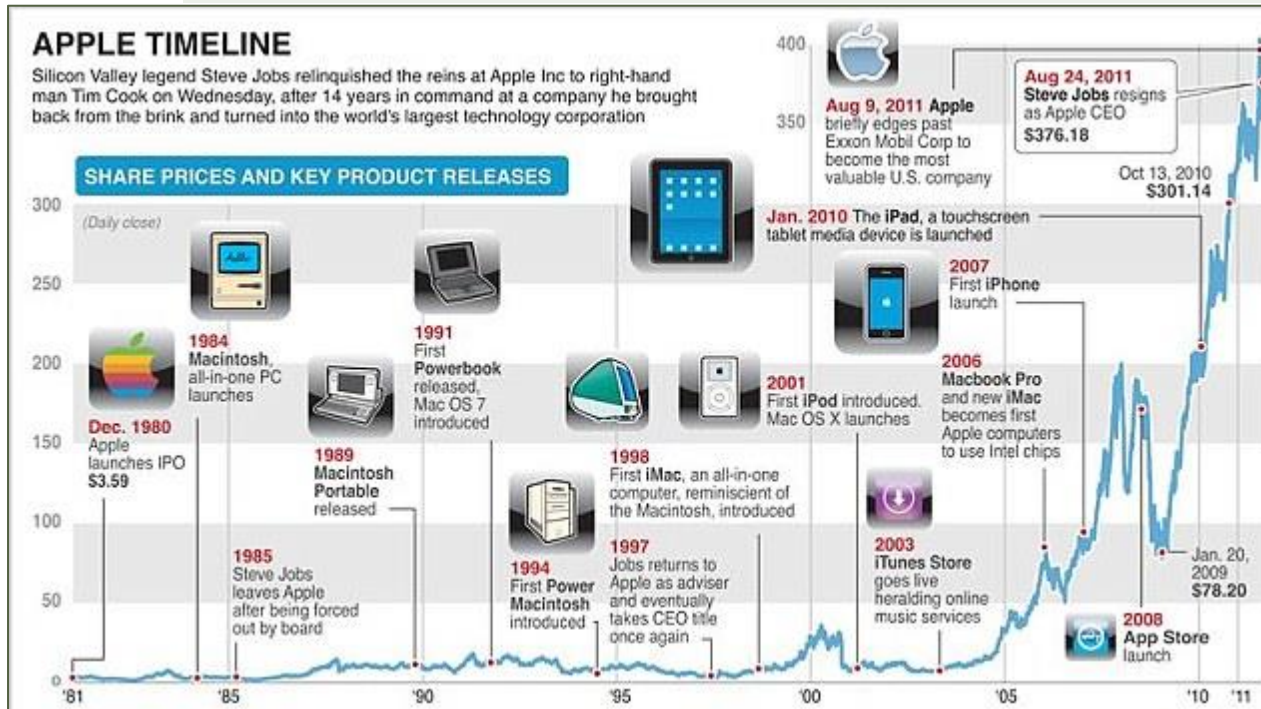 APPLE TIMELINE
Silicon Valley legend Steve Jobs relinquished the reins at Apple Inc to right-hand
man Tim Cook on Wednesday, after 14 years in command at a company he brought
back from the brink and turned into the world's largest technology corporation
SHARE PRICES AND KEY PRODUCT RELEASES
(Daily close)
400
350
300
250
200
150
100
50
0
Dec. 1980
Apple
launches IPO
$3.59
1984
Macintosh,
all-in-one PC
launches
1985
Steve Jobs
leaves Apple
after being forced
out by board
1989
Macintosh
Portable
released
1991
First
Powerbook
released,
Mac OS 7
introduced
1994
First Power
Macintosh
introduced
1997
Jobs returns to
Apple as adviser
and eventually
takes CEO title
once again
1998
First iMac, an all-in-one
computer, reminiscient of
the Macintosh, introduced
2001
First iPod introduced.
Mac OS X launches
2003
iTunes Store
goes live
heralding online
music services
2006
Macbook Pro
and new iMac
becomes first
Apple computers
to use Intel chips
2007
First iPhone
launch
2008
App Store
launch
Jan. 20,
2009
$78.20
Jan. 2010 The iPad, a touchscreen
tablet media device is launched
Oct 13, 2010
$301.14
Aug 9, 2011 Apple
briefly edges past
Exxon Mobil Corp to
become the most
valuable U.S. company
Aug 24, 2011
Steve Jobs resigns
as Apple CEO
$376.18
'81
'85
'90
'95
'00
'05
'10
'11